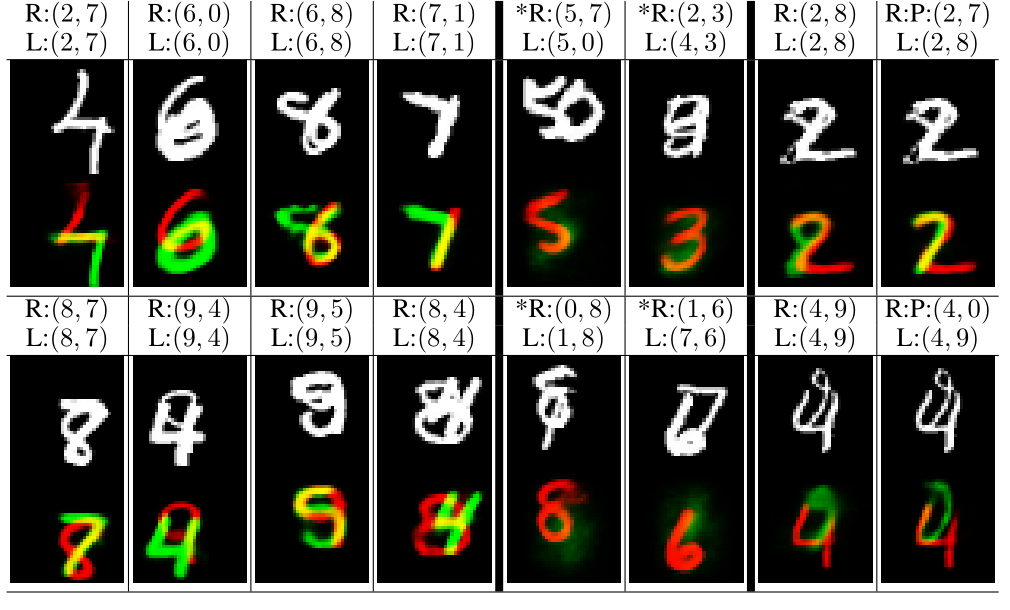 R:(2, 7) R:(6, 0) R:(6, 8) R:(7, 1) *R:(5, 7) *R:(2, 3) R:(2, 8) R:P:(2, 7)
L:(2, 7) L:(6, 0) L:(6, 8) L:(7, 1) L:(5, 0) L:(4, 3) L:(2, 8) L:(2, 8)
R:(8, 7) R:(9, 4) R:(9, 5) R:(8, 4) *R:(0, 8) *R:(1, 6) R:(4, 9) R:P:(4, 0)
L:(8, 7) L:(9, 4) L:(9, 5) L:(8, 4) L:(1, 8) L:(7, 6) L:(4, 9) L:(4, 9)